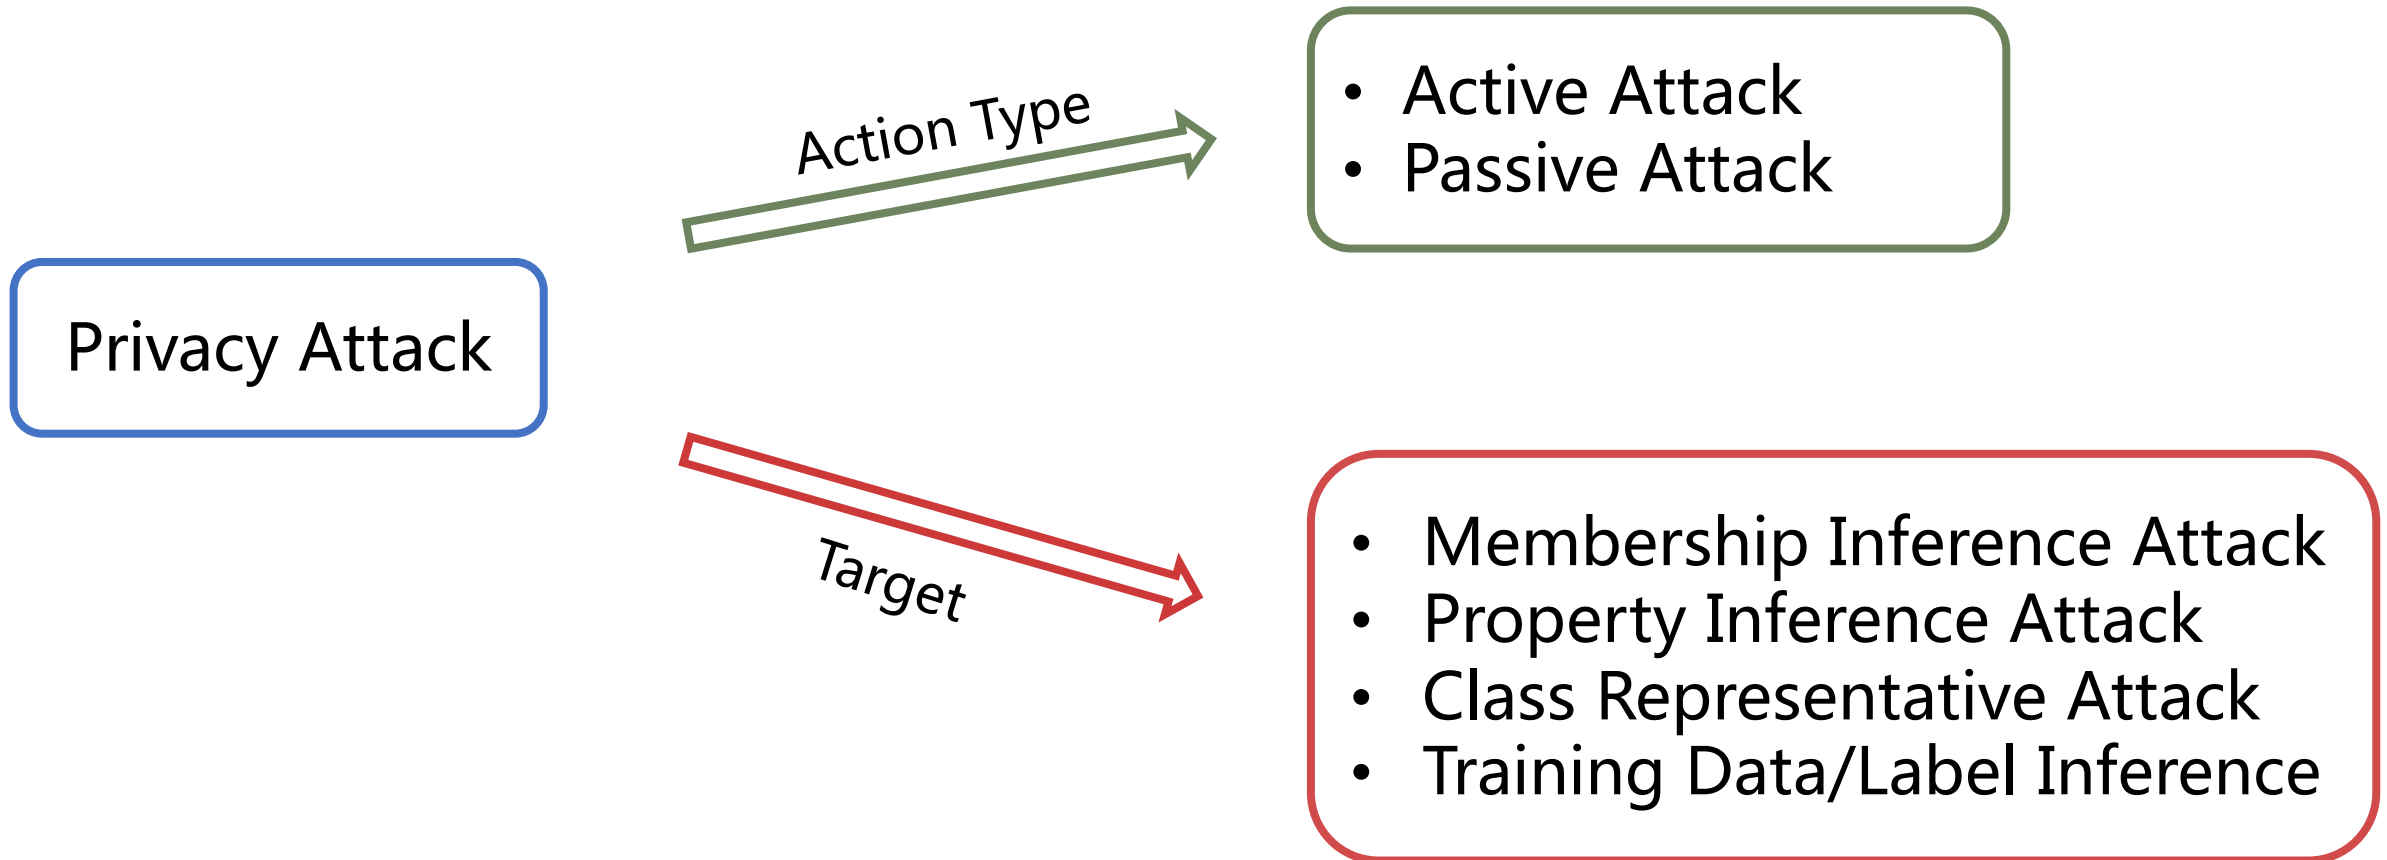 Privacy Attack
Action Type
• Active Attack
• Passive Attack
Target
• Membership Inference Attack
• Property Inference Attack
• Class Representative Attack
• Training Data/Label Inference